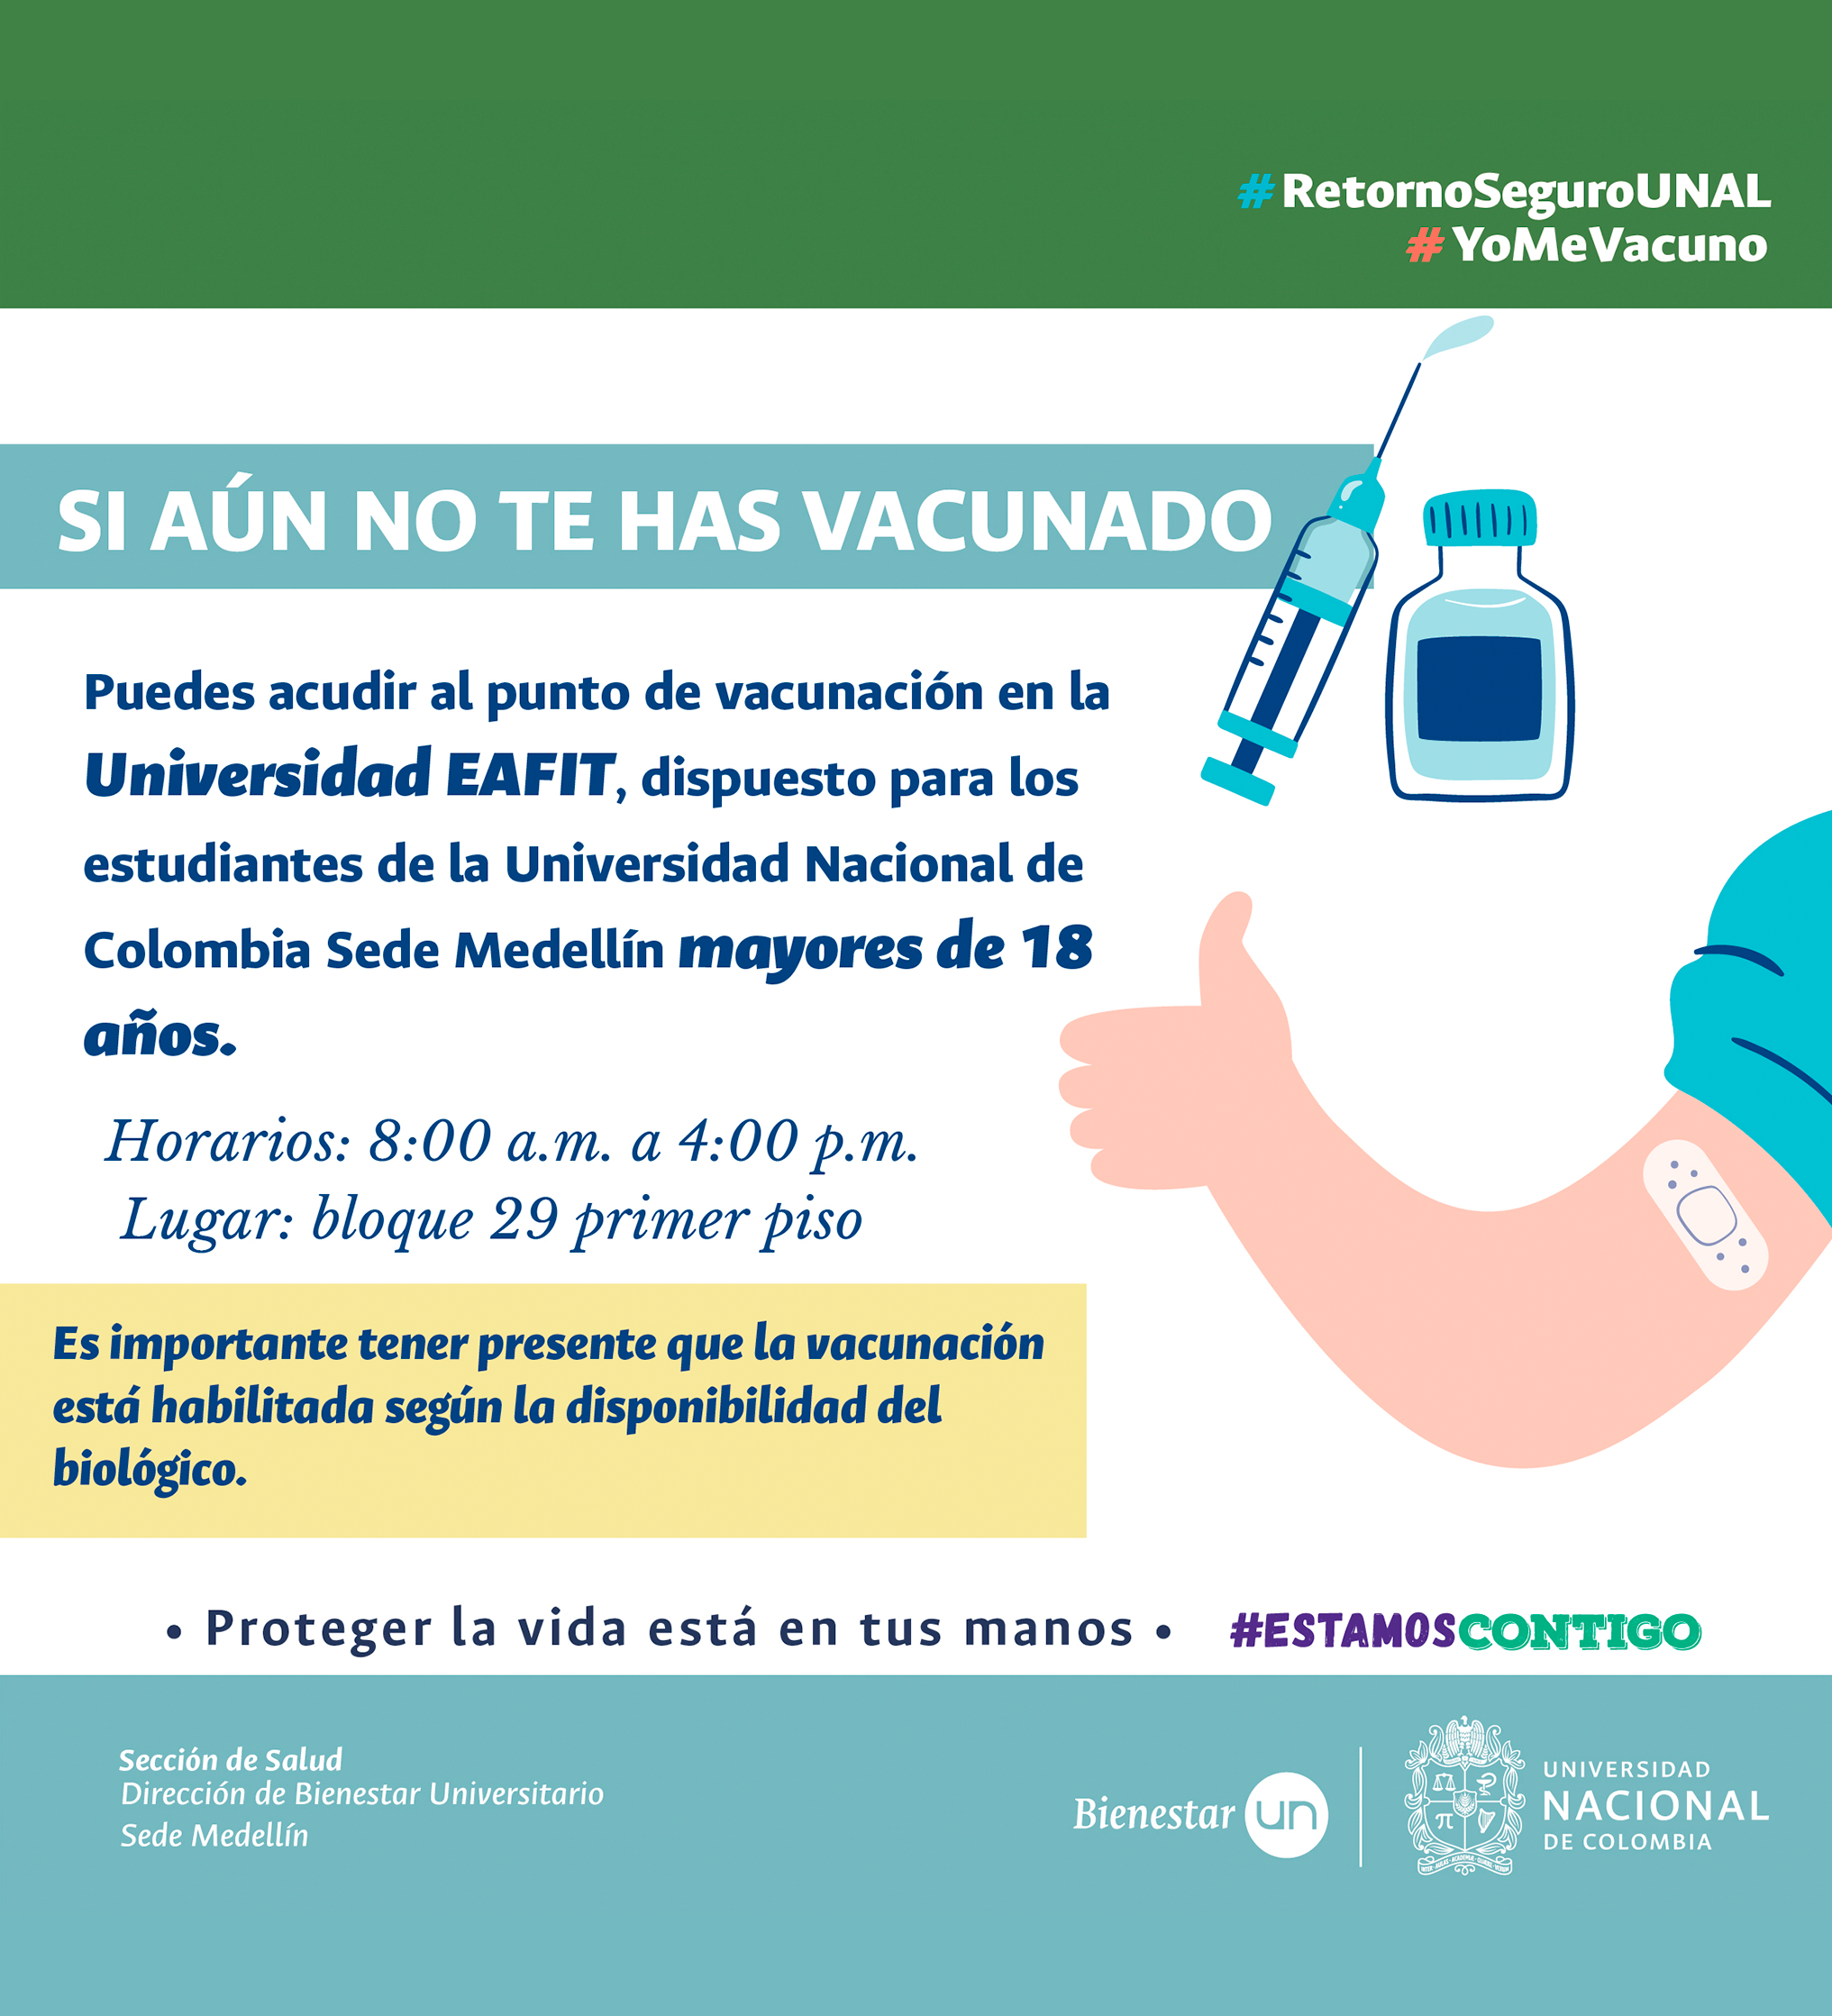 #RetornoSeguroUNAL
#YoMeVacuno
SI AÚN NO TE HAS VACUNADO
Puedes acudir al punto de vacunación en la
Universidad EAFIT, dispuesto para los
estudiantes de la Universidad Nacional de
Colombia Sede Medellín mayores de 18
años.
Horarios: 8:00 a.m. a 4:00 p.m.
Lugar: bloque 29 primer piso
Es importante tener presente que la vacunación
está habilitada según la disponibilidad del
biológico.
• Proteger la vida está en tus manos •
#ESTAMOSCONTIGO
Sección de Salud
Dirección de Bienestar Universitario
Sede Medellín
Bienestar un
UNIVERSIDAD
NACIONAL
DE COLOMBIA